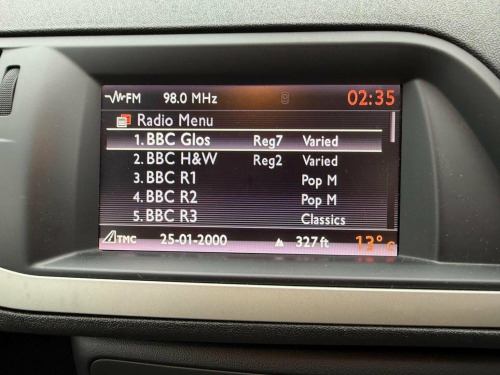 FM 98.0 MHz 02:35
Radio Menu
1. BBC Glos Reg7 Varied
2. BBC H&W Reg2 Varied
3. BBC R1 Pop M
4. BBC R2 Pop M
5. BBC R3 Classics
TMC 25-01-2000 ▲ 327 ft 13°C